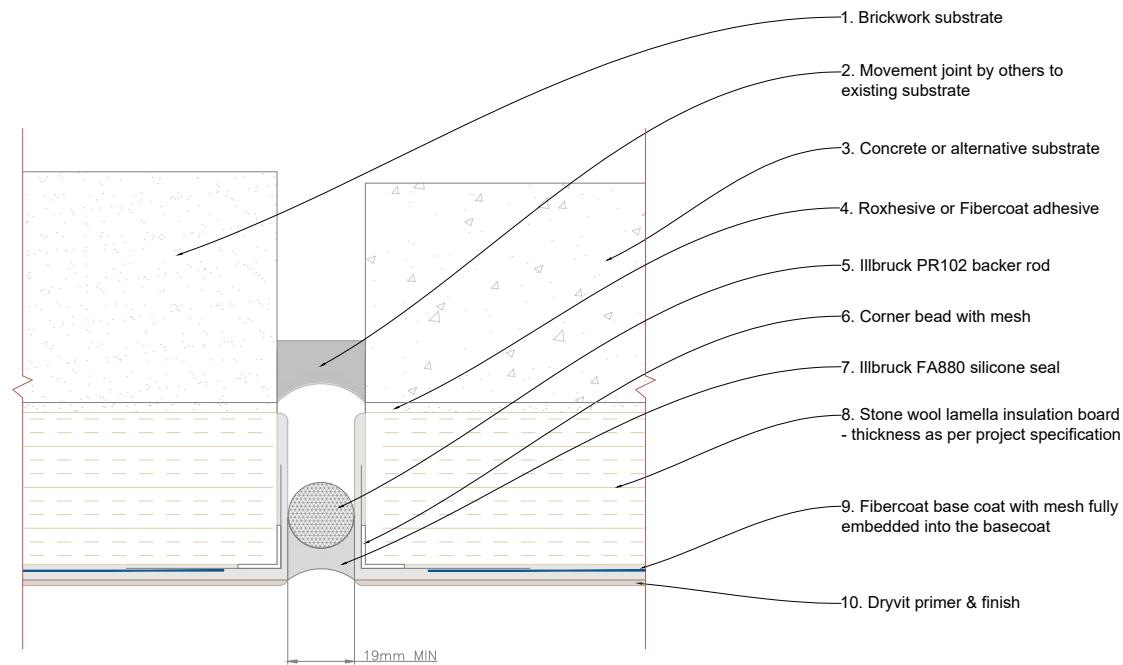 1. Brickwork substrate
2. Movement joint by others to
existing substrate
3. Concrete or alternative substrate
4. Roxhesive or Fibercoat adhesive
5. Illbruck PR102 backer rod
6. Corner bead with mesh
7. Illbruck FA880 silicone seal
8. Stone wool lamella insulation board
- thickness as per project specification
9. Fibercoat base coat with mesh fully
embedded into the basecoat
10. Dryvit primer & finish
19mm MIN